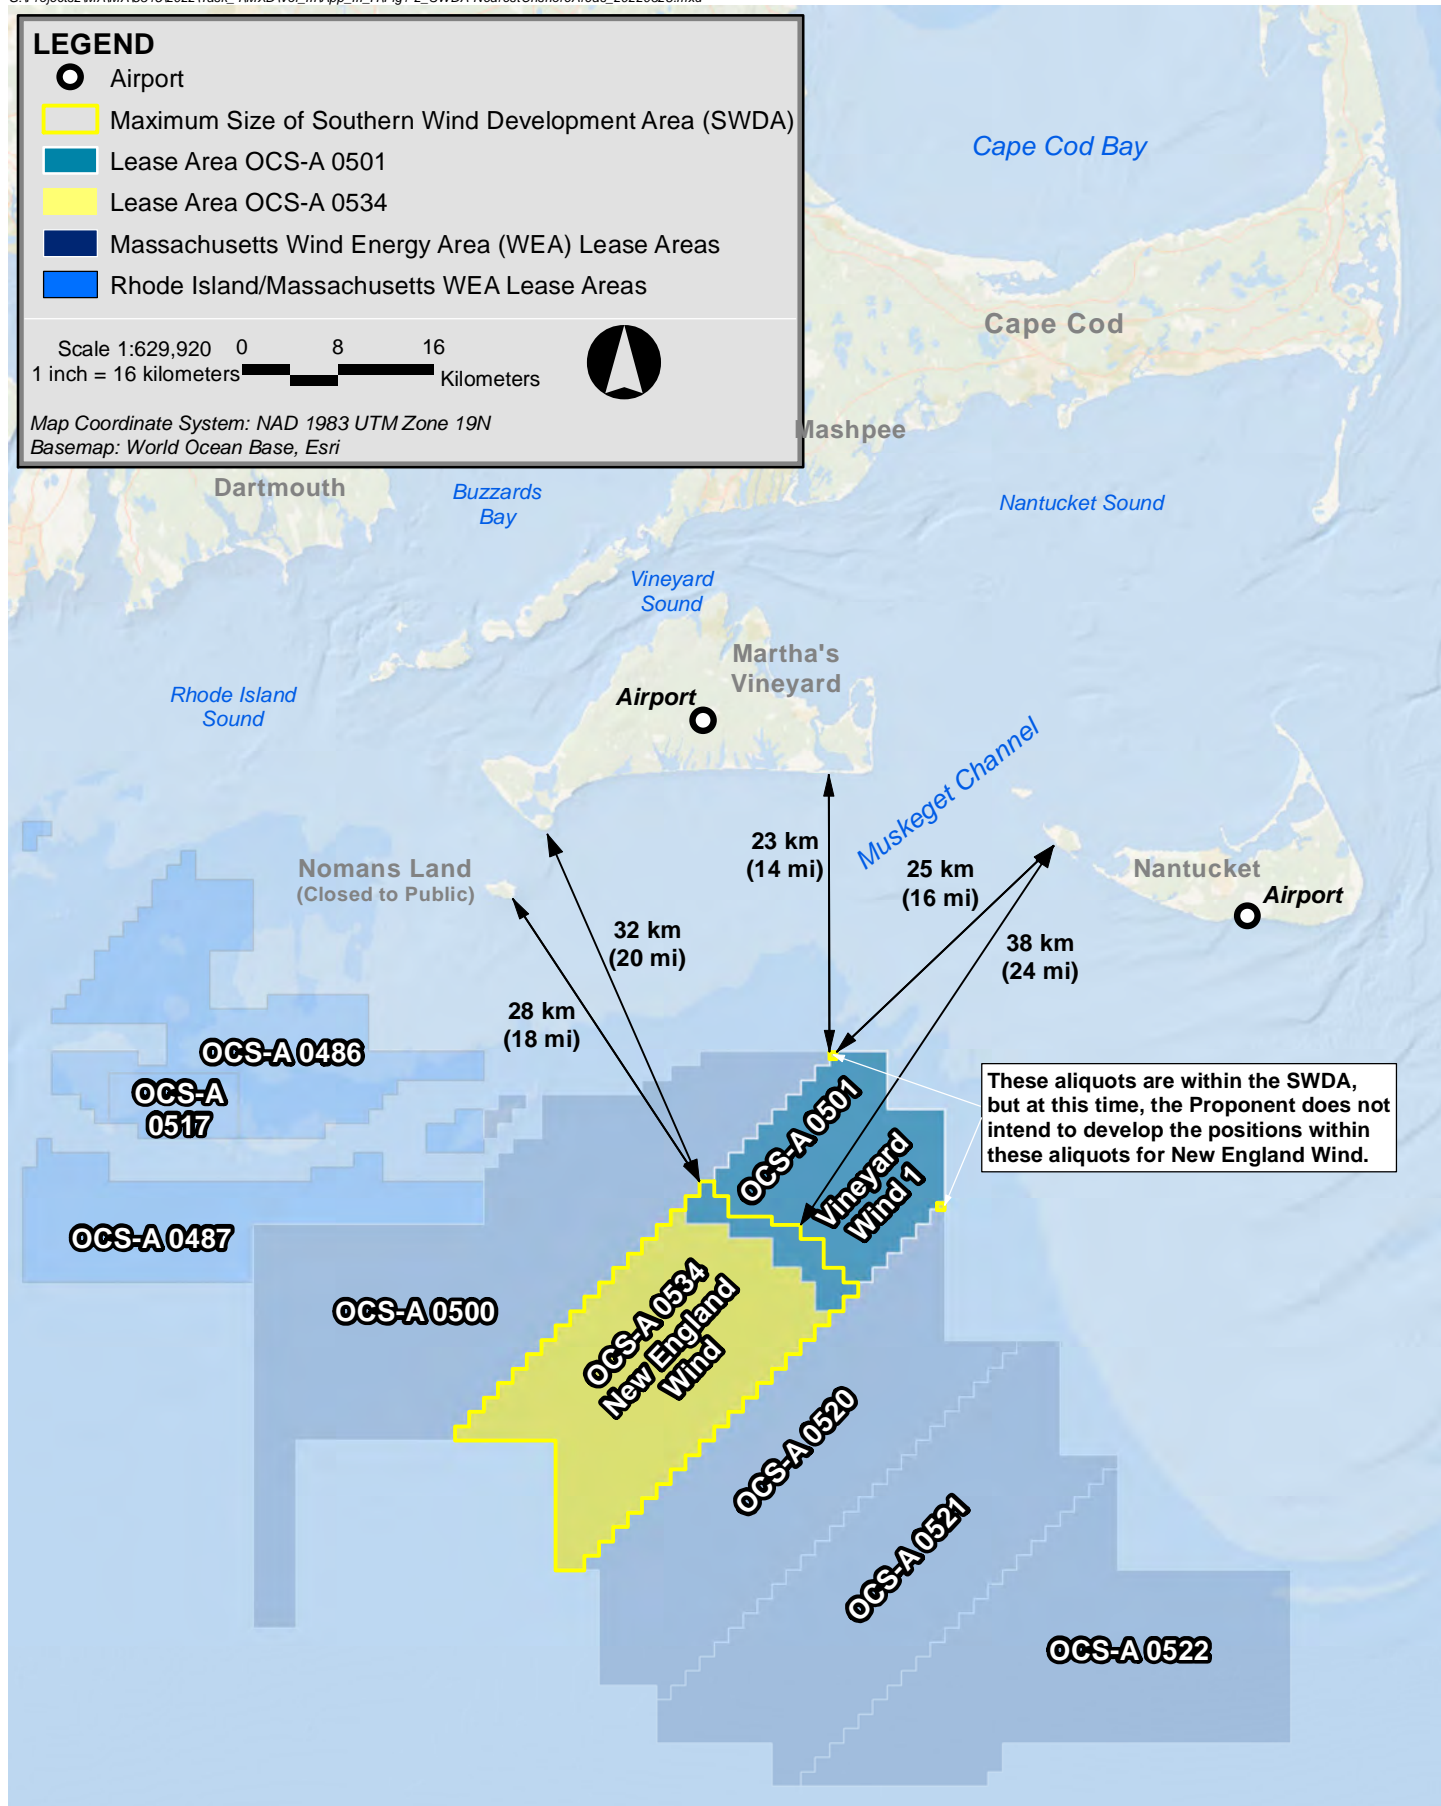 LEGEND
Airport
Maximum Size of Southern Wind Development Area (SWDA)
Lease Area OCS-A 0501
Lease Area OCS-A 0534
Massachusetts Wind Energy Area (WEA) Lease Areas
Rhode Island/Massachusetts WEA Lease Areas
Scale 1:629,920
1 inch = 16 kilometers
0 8 16
Kilometers
Map Coordinate System: NAD 1983 UTM Zone 19N
Basemap: World Ocean Base, Esri
Cape Cod Bay
Cape Cod
Mashpee
Dartmouth
Buzzards
Bay
Nantucket Sound
Vineyard
Sound
Martha's
Vineyard
Airport
Rhode Island
Sound
Muskeget Channel
Nomans Land
(Closed to Public)
23 km
(14 mi)
25 km
(16 mi)
Nantucket
Airport
32 km
(20 mi)
38 km
(24 mi)
28 km
(18 mi)
OCS-A 0486
OCS-A
0517
OCS-A 0487
OCS-A 0500
OCS-A 0501
Vineyard
Wind 1
These aliquots are within the SWDA,
but at this time, the Proponent does not
intend to develop the positions within
these aliquots for New England Wind.
OCS-A 0534
New England
Wind
OCS-A 0520
OCS-A 0521
OCS-A 0522